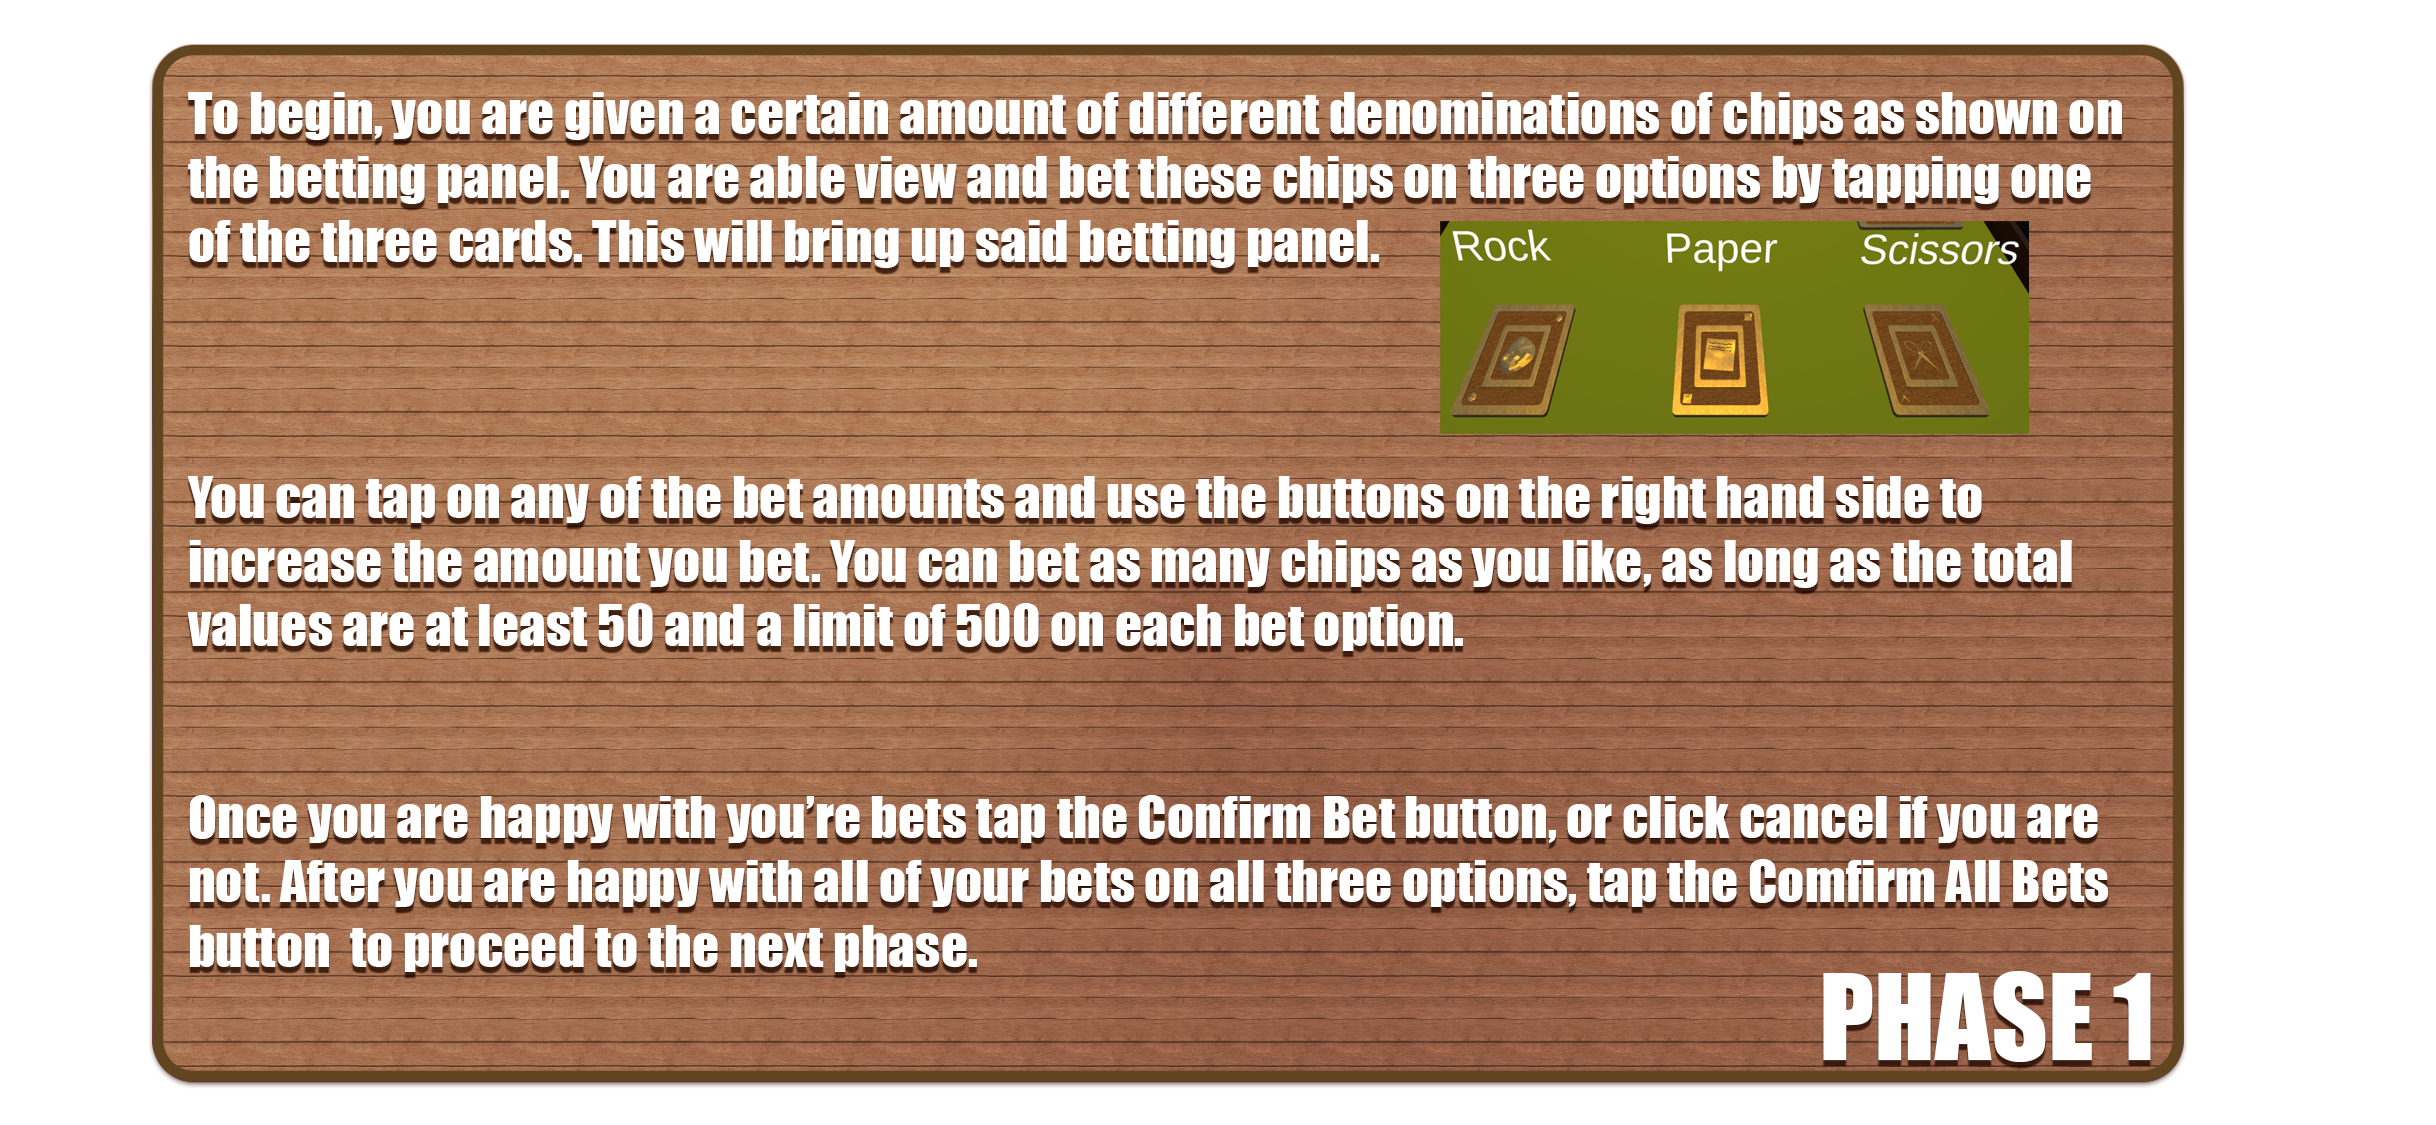 To begin, you are given a certain amount of different denominations of chips as shown on
the betting panel. You are able view and bet these chips on three options by tapping one
of the three cards. This will bring up said betting panel.
Rock Paper Scissors
You can tap on any of the bet amounts and use the buttons on the right hand side to
increase the amount you bet. You can bet as many chips as you like, as long as the total
values are at least 50 and a limit of 500 on each bet option.
Once you are happy with you’re bets tap the Confirm Bet button, or click cancel if you are
not. After you are happy with all of your bets on all three options, tap the Comfirm All Bets
button  to proceed to the next phase.
PHASE 1